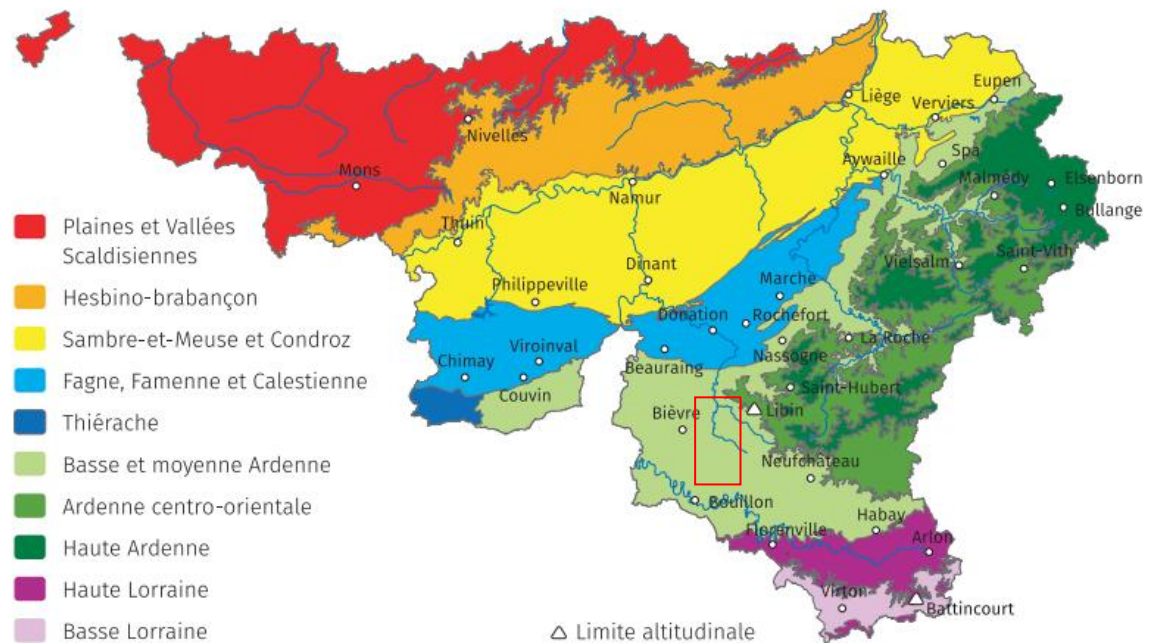 Eupen
Liège
Verviers
Nivelles
Aywaille
Spa
Mons
Malmédy
Elsenborn
Namur
Bullange
Plaines et Vallées
Scaldisiennes
Thuin
Vielsalm
Saint-Vith
Dinant
Marche
Hesbino-brabançon
Philippeville
Donation
Rochefort
Sambre-et-Meuse et Condroz
La Roche
Viroinval
Nassogne
Chimay
Beauraing
Fagne, Famenne et Calestienne
Saint-Hubert
Couvin
Libin
Thiérache
Bièvre
Basse et moyenne Ardenne
Neufchâteau
Ardenne centro-orientale
Bouillon
Habay
Florenville
Haute Ardenne
Arlon
Haute Lorraine
Virton
Battincourt
Basse Lorraine
Limite altitudinale